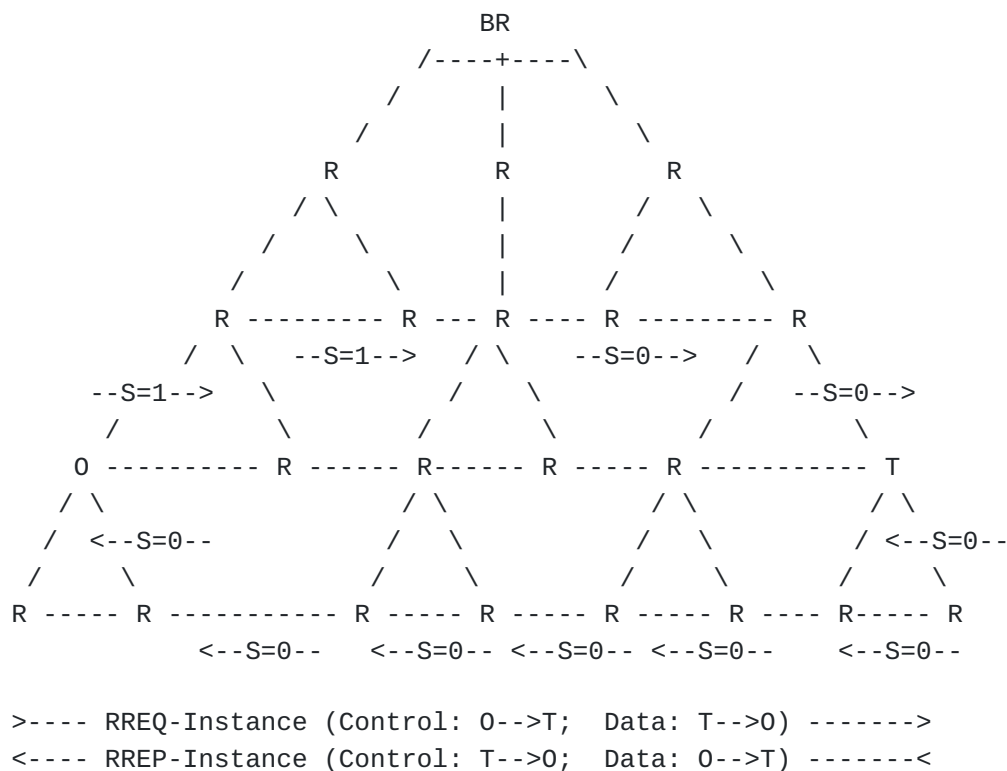 BR
                          /----+----\
                        /      |      \
                      /        |        \
                    R          R          R
                  / \          |        /   \
                /     \        |       /      \
              /         \      |      /         \
             R --------- R --- R ---- R --------- R
           /  \   --S=1-->   / \    --S=0-->   /   \
     --S=1-->   \           /   \            /   --S=0-->
      /          \        /       \        /         \
    O ---------- R ------ R------ R ----- R ----------- T
   / \                   / \             / \             / \
  /  <--S=0--           /   \           /   \           / <--S=0--
 /     \              /       \       /       \       /      \
R ----- R ----------- R ----- R ----- R ----- R ---- R----- R
            <--S=0--   <--S=0-- <--S=0-- <--S=0--    <--S=0--
>---- RREQ-Instance (Control: O-->T;  Data: T-->O) ------->
<---- RREP-Instance (Control: T-->O;  Data: O-->T) -------<